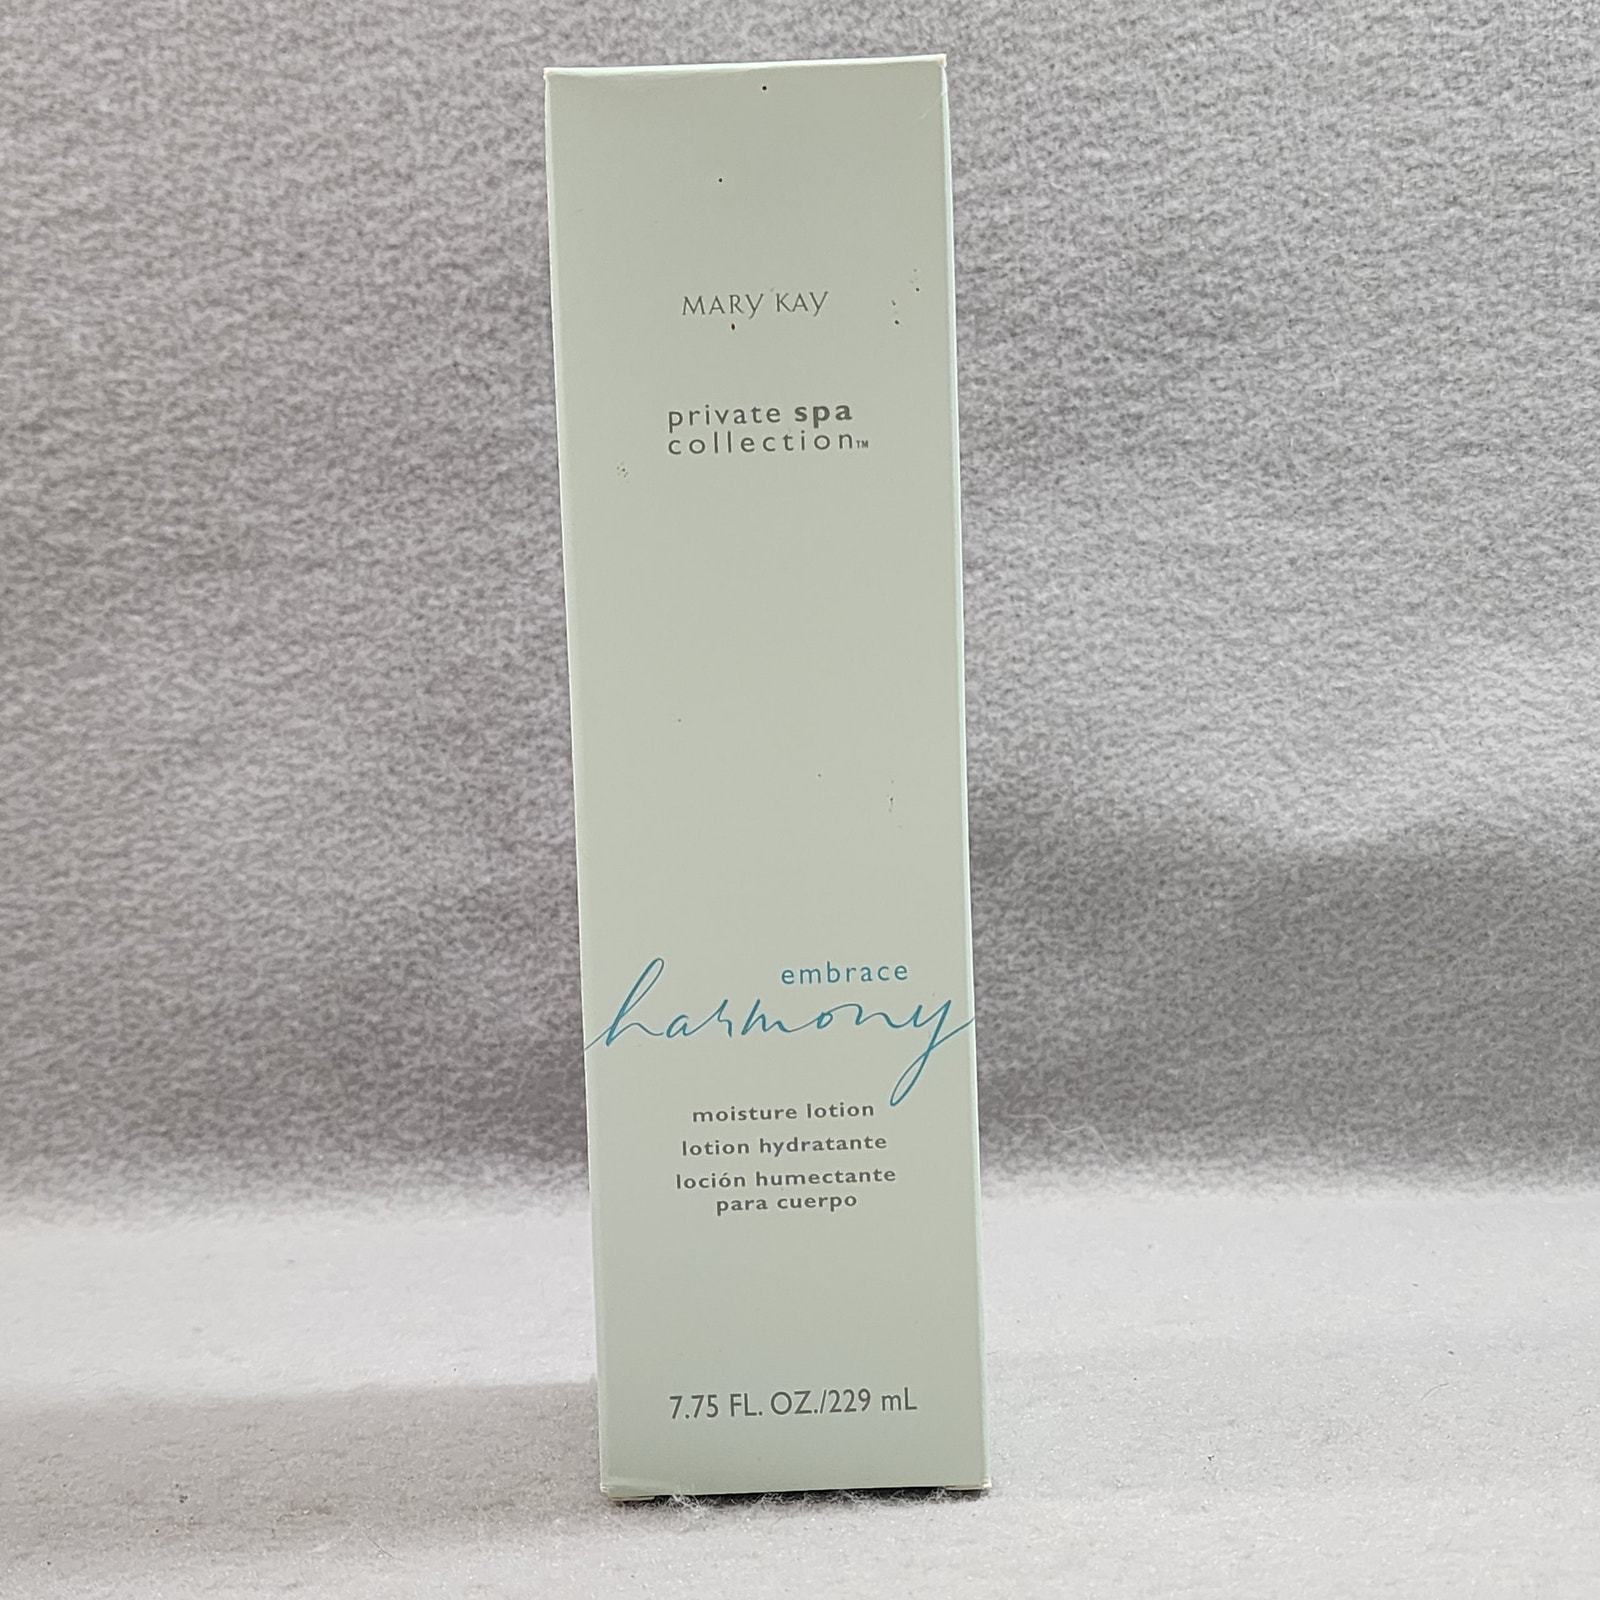 MARY KAY
private spa
collection™
embrace
harmony
moisture lotion
lotion hydratante
loción humectante
para cuerpo
7.75 FL. OZ./229 mL